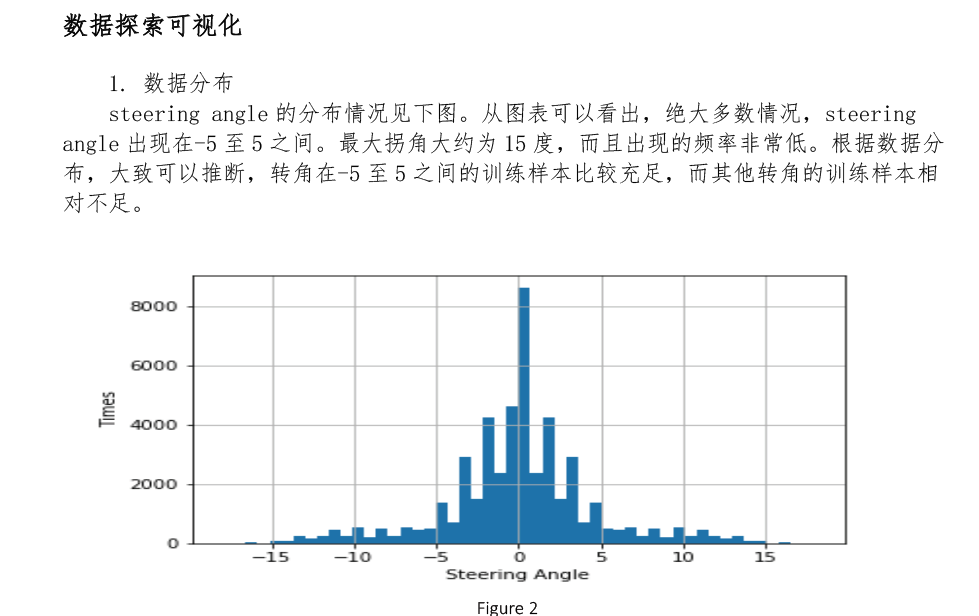 数据探索可视化
1. 数据分布
steering angle 的分布情况见下图。从图表可以看出，绝大多数情况，steering
angle 出现在-5 至 5 之间。最大拐角大约为 15 度，而且出现的频率非常低。根据数据分
布，大致可以推断，转角在-5 至 5 之间的训练样本比较充足，而其他转角的训练样本相
对不足。
8000
6000
4000
2000
0
Times
−15 −10 −5 0 5 10 15
Steering Angle
Figure 2